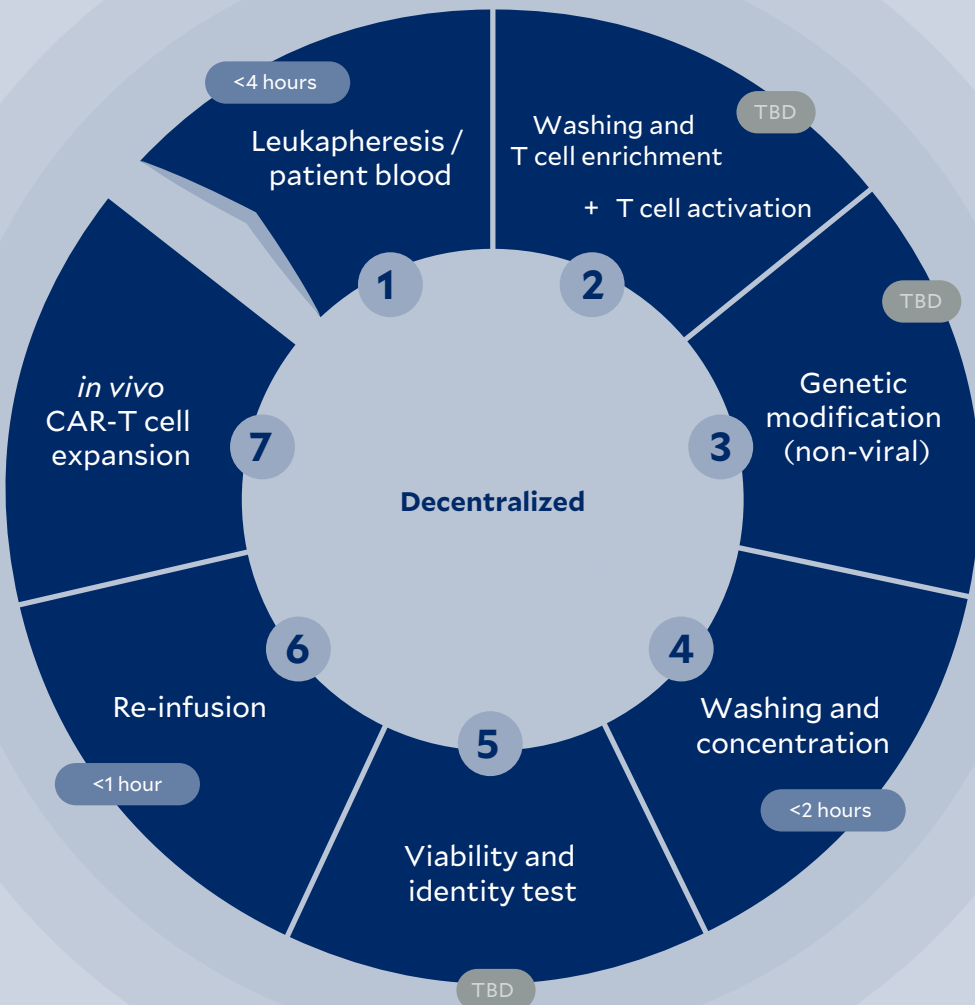 <4 hours
Leukapheresis /
patient blood
1
TBD
Washing and
T cell enrichment
+ T cell activation
2
TBD
Genetic
modification
(non-viral)
3
4
Washing and
concentration
<2 hours
5
Viability and
identity test
TBD
6
Re-infusion
<1 hour
7
in vivo
CAR-T cell
expansion
Decentralized